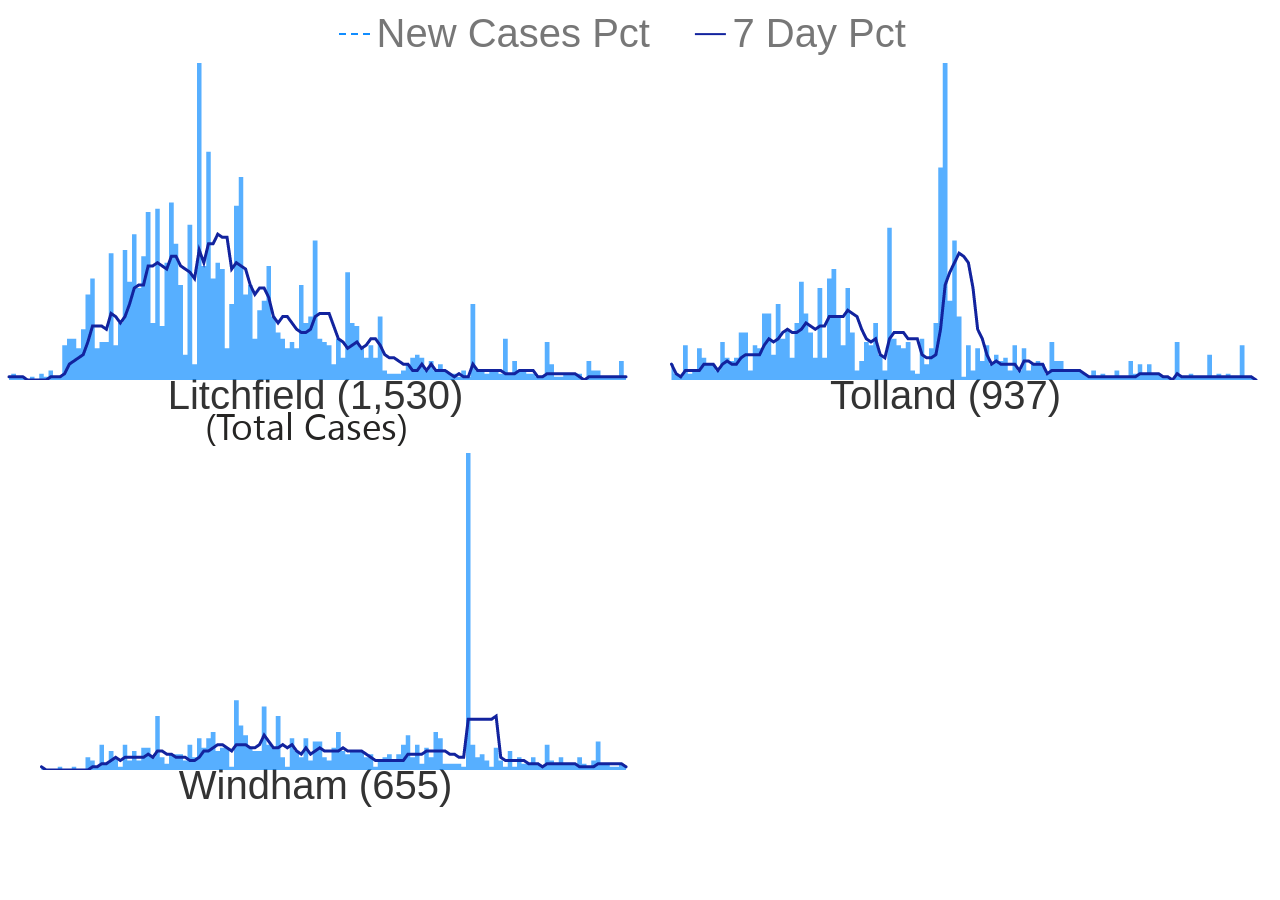 New Cases Pct 7 Day Pct
Litchfield (1,530)
(Total Cases)
Tolland (937)
Windham (655)